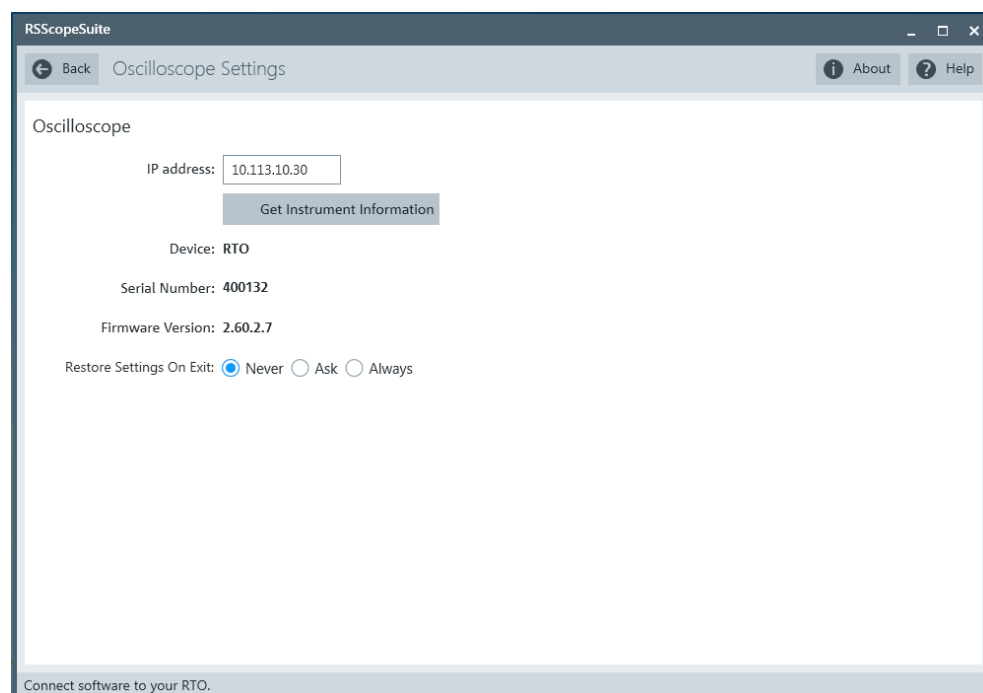 RSScopeSuite
Back Oscilloscope Settings About Help
Oscilloscope
IP address: 10.113.10.30
Get Instrument Information
Device: RTO
Serial Number: 400132
Firmware Version: 2.60.2.7
Restore Settings On Exit: Never Ask Always
Connect software to your RTO.